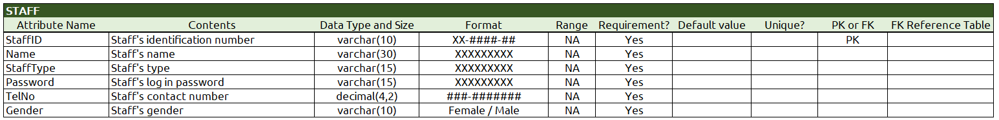 STAFF
Attribute Name Contents Data Type and Size Format Range Requirement? Default value Unique? PK or FK FK Reference Table
StaffID Staff's identification number varchar(10) XX-####-## NA Yes PK
Name Staff's name varchar(30) XXXXXXXXX NA Yes
StaffType Staff's type varchar(15) XXXXXXXXX NA Yes
Password Staff's log in password varchar(15) XXXXXXXXX NA Yes
TelNo Staff's contact number decimal(4,2) ###-####### NA Yes
Gender Staff's gender varchar(10) Female / Male NA Yes